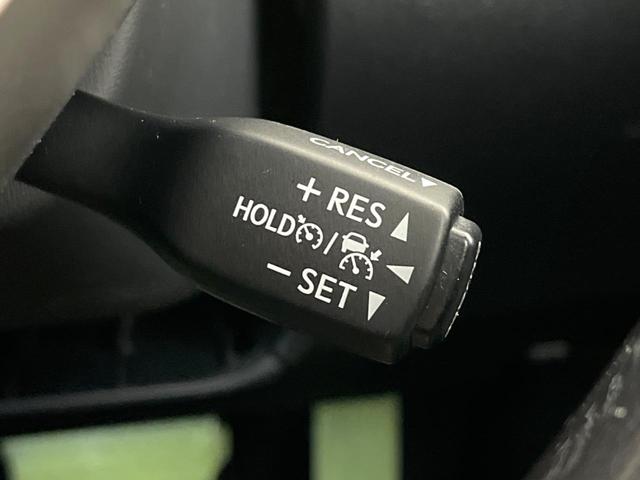 CANCEL
+ RES
HOLD /
− SET